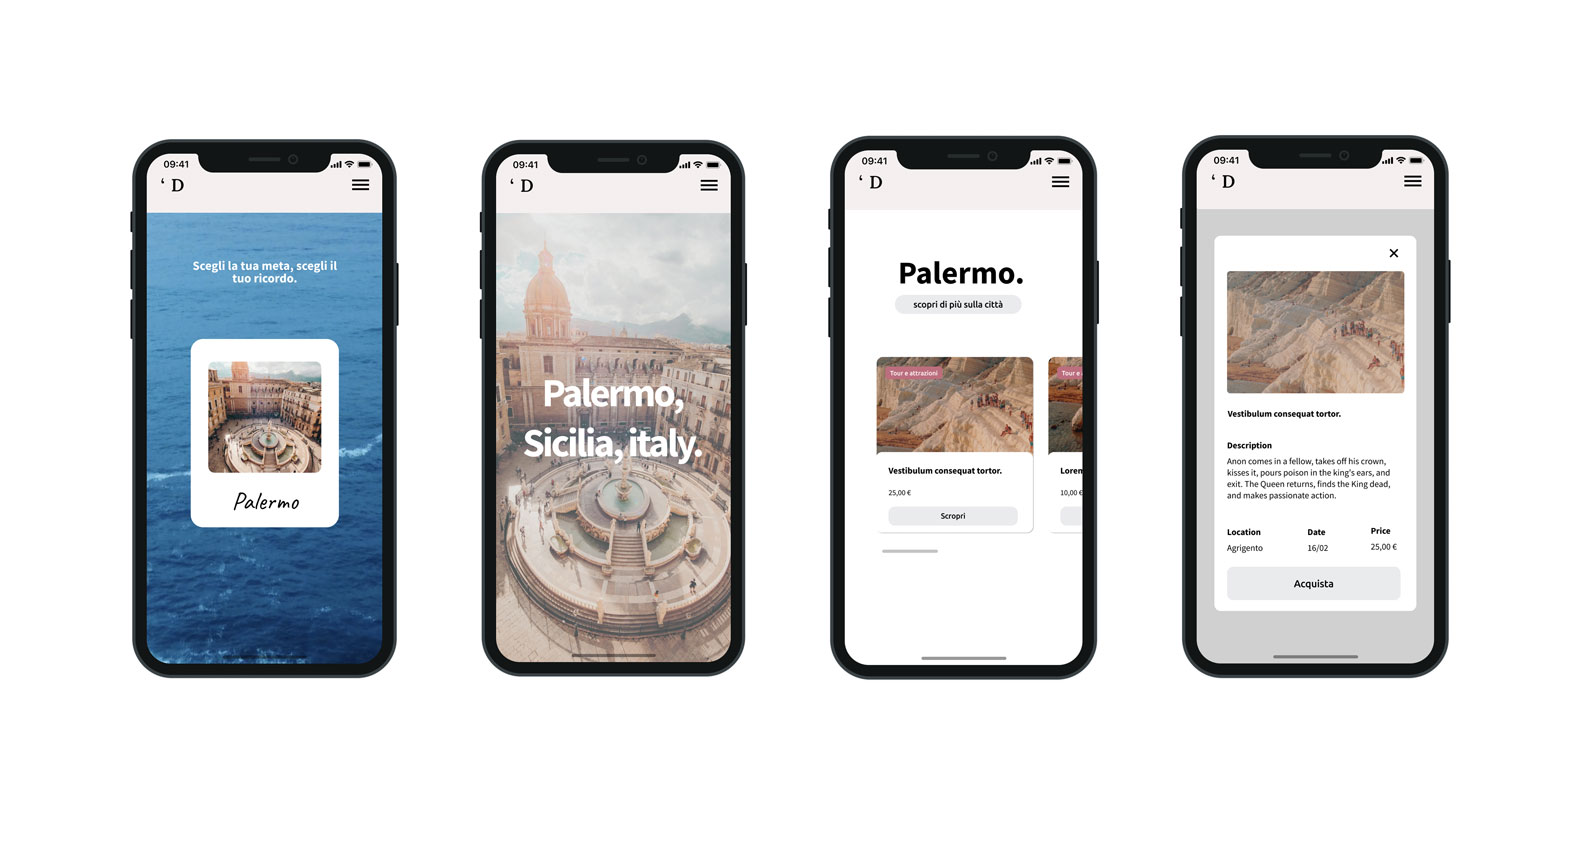 09:41
‘ D
Scegli la tua meta, scegli il
tuo ricordo.
Palermo
09:41
‘ D
Palermo,
Sicilia, italy.
09:41
‘ D
Palermo.
scopri di più sulla città
Tour e attrazioni
Vestibulum consequat tortor.
25,00 €
Scropri
Tour e
Lorem
10,00 €
09:41
‘ D
Vestibulum consequat tortor.
Description
Anon comes in a fellow, takes off his crown,
kisses it, pours poison in the king's ears, and
exit. The Queen returns, finds the King dead,
and makes passionate action.
Location Date Price
Agrigento 16/02 25,00 €
Acquista